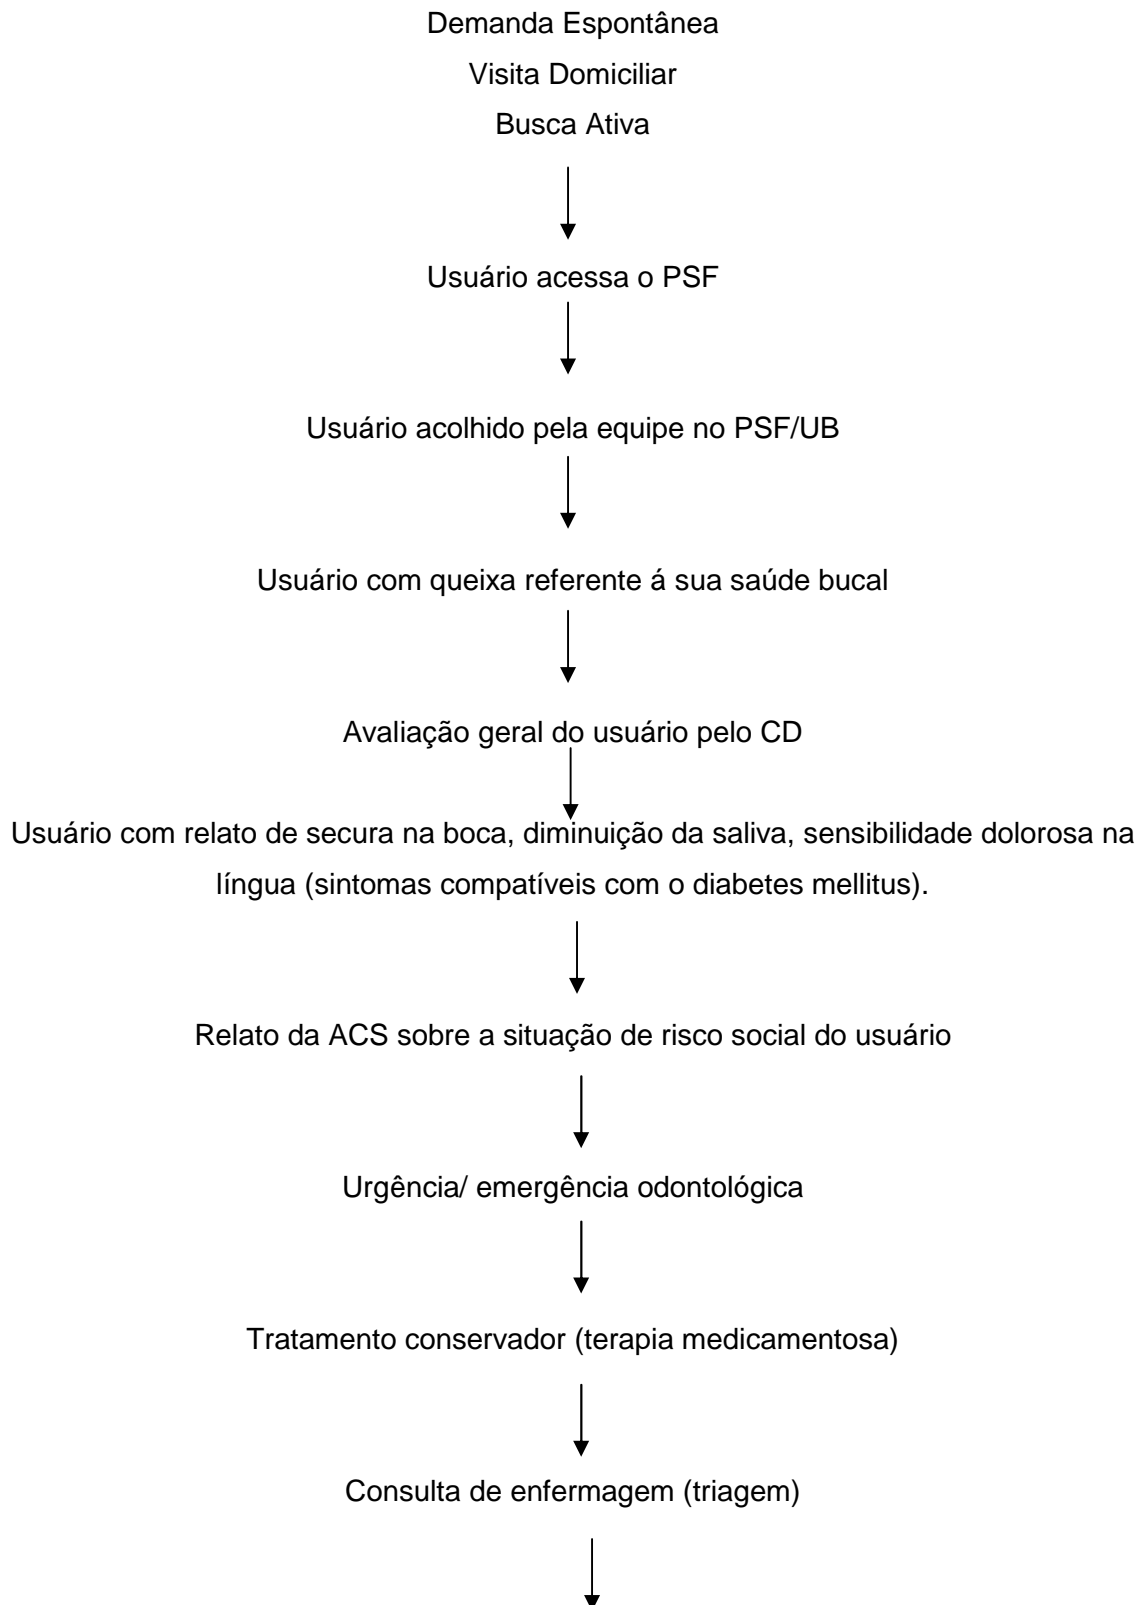 Demanda Espontânea
Visita Domiciliar
Busca Ativa
Usuário acessa o PSF
Usuário acolhido pela equipe no PSF/UB
Usuário com queixa referente á sua saúde bucal
Avaliação geral do usuário pelo CD
Usuário com relato de secura na boca, diminuição da saliva, sensibilidade dolorosa na
língua (sintomas compatíveis com o diabetes mellitus).
Relato da ACS sobre a situação de risco social do usuário
Urgência/ emergência odontológica
Tratamento conservador (terapia medicamentosa)
Consulta de enfermagem (triagem)